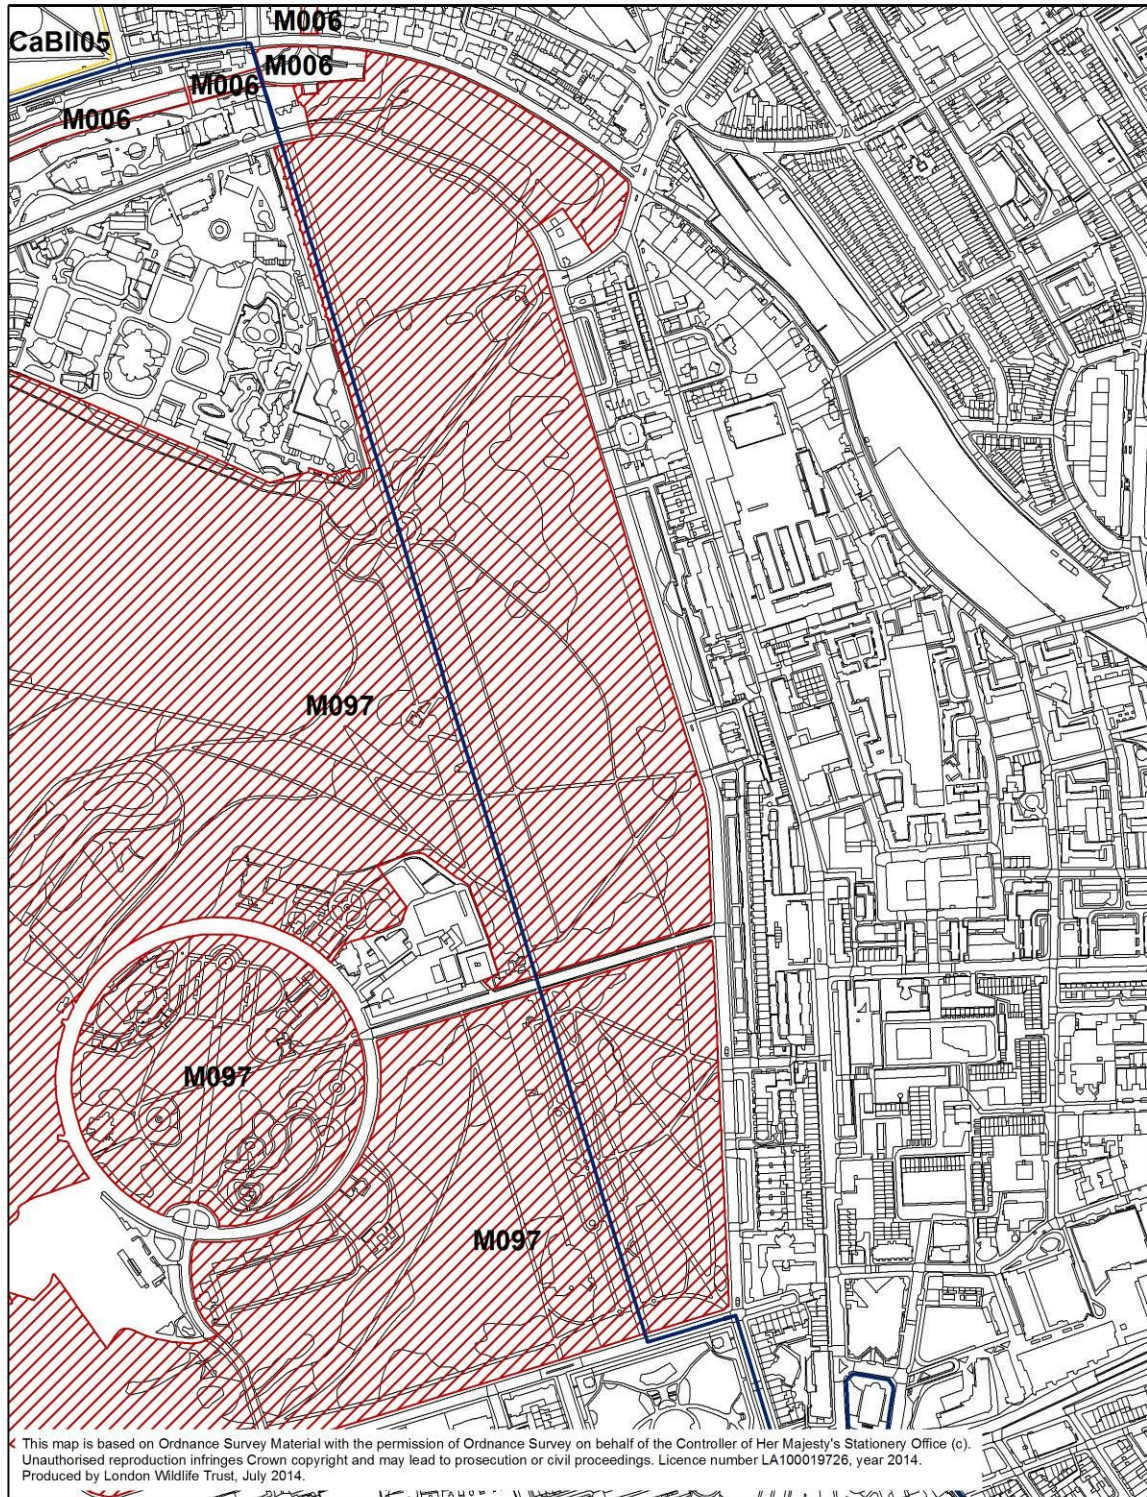 M006
CaBII05
M006
M006
M006
M097
M097
M097
This map is based on Ordnance Survey Material with the permission of Ordnance Survey on behalf of the Controller of Her Majesty's Stationery Office (c).
Unauthorised reproduction infringes Crown copyright and may lead to prosecution or civil proceedings. Licence number LA100019726, year 2014.
Produced by London Wildlife Trust, July 2014.